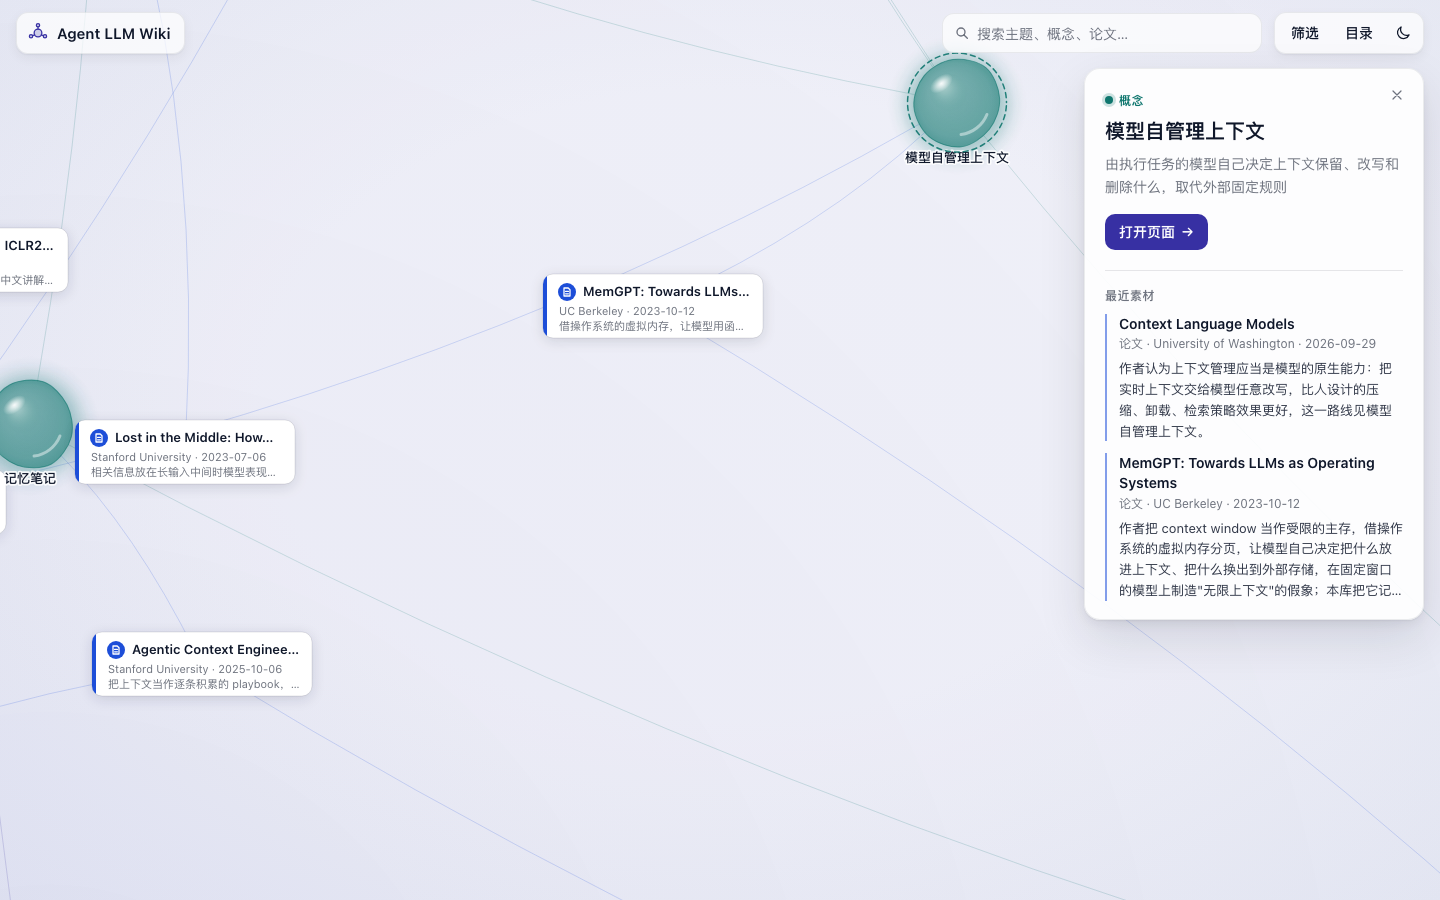 Agent LLM Wiki
搜索主题、概念、论文...
筛选
目录
模型自管理上下文
ICLR2...
中文讲解...
MemGPT: Towards LLMs...
UC Berkeley · 2023-10-12
借操作系统的虚拟内存，让模型用函...
记忆笔记
Lost in the Middle: How...
Stanford University · 2023-07-06
相关信息放在长输入中间时模型表现...
Agentic Context Enginee...
Stanford University · 2025-10-06
把上下文当作逐条积累的 playbook，...
概念
模型自管理上下文
由执行任务的模型自己决定上下文保留、改写和
删除什么，取代外部固定规则
打开页面 →
最近素材
Context Language Models
论文 · University of Washington · 2026-09-29
作者认为上下文管理应当是模型的原生能力：把
实时上下文交给模型任意改写，比人设计的压
缩、卸载、检索策略效果更好，这一路线见模型
自管理上下文。
MemGPT: Towards LLMs as Operating
Systems
论文 · UC Berkeley · 2023-10-12
作者把 context window 当作受限的主存，借操作
系统的虚拟内存分页，让模型自己决定把什么放
进上下文、把什么换出到外部存储，在固定窗口
的模型上制造"无限上下文"的假象；本库把它记...